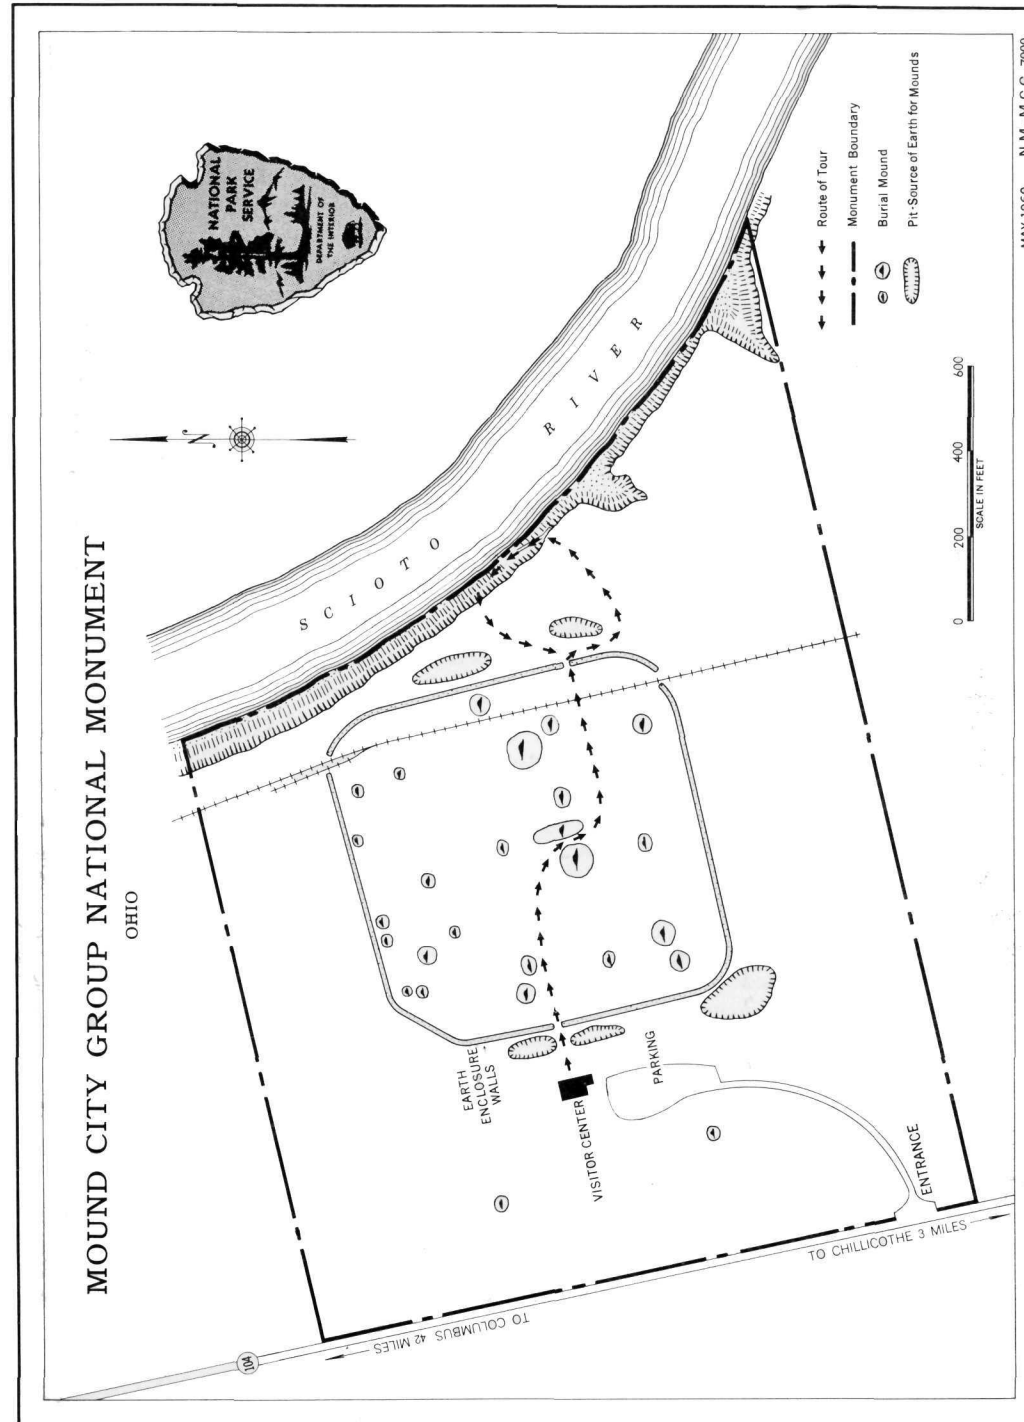 MOUND CITY GROUP NATIONAL MONUMENT
OHIO
N
NATIONAL
PARK
SERVICE
DEPARTMENT OF
THE INTERIOR
SCIOTO RIVER
EARTH
ENCLOSURE
WALLS
VISITOR CENTER
PARKING
ENTRANCE
104
TO COLUMBUS 42 MILES
TO CHILLICOTHE 3 MILES
Route of Tour
Monument Boundary
Burial Mound
Pit-Source of Earth for Mounds
0 200 400 600
SCALE IN FEET